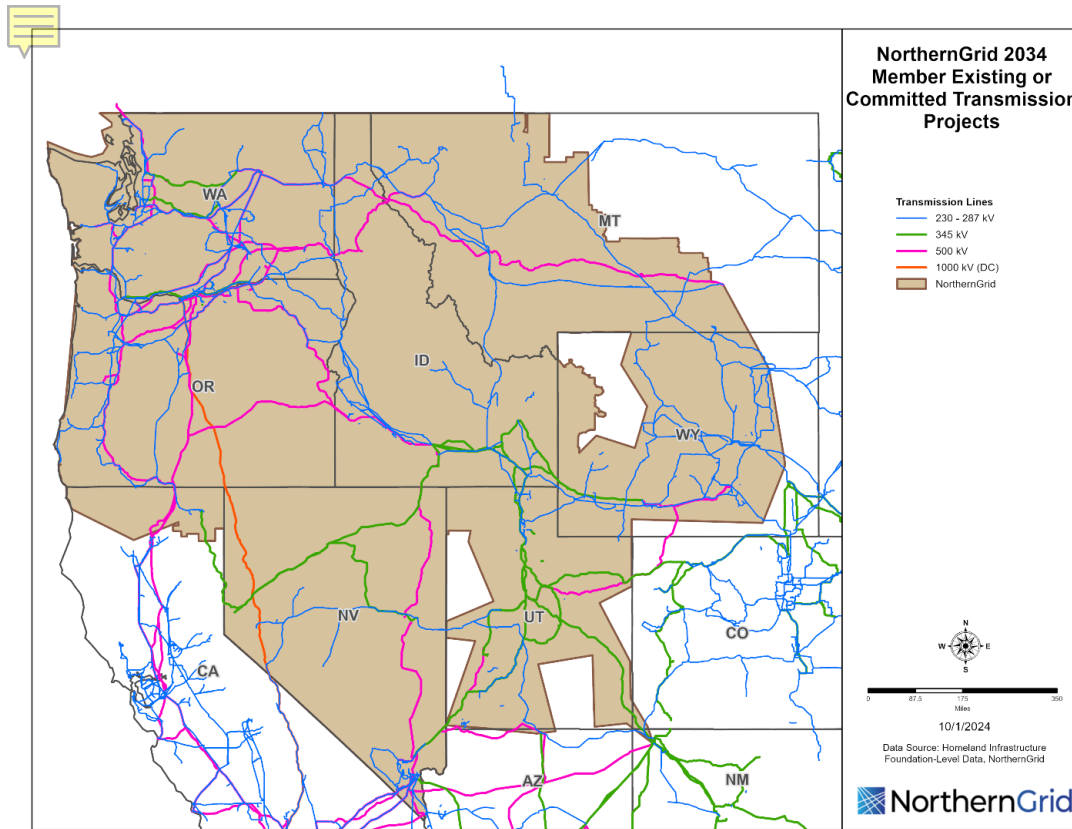 NorthernGrid 2034
Member Existing or
Committed Transmission
Projects
Transmission Lines
230 - 287 kV
345 kV
500 kV
1000 kV (DC)
NorthernGrid
WA
MT
OR
ID
WY
NV
UT
CO
CA
AZ
NM
N
W E
S
0 87.5 175 350
Miles
10/1/2024
Data Source: Homeland Infrastructure
Foundation-Level Data, NorthernGrid
NorthernGrid